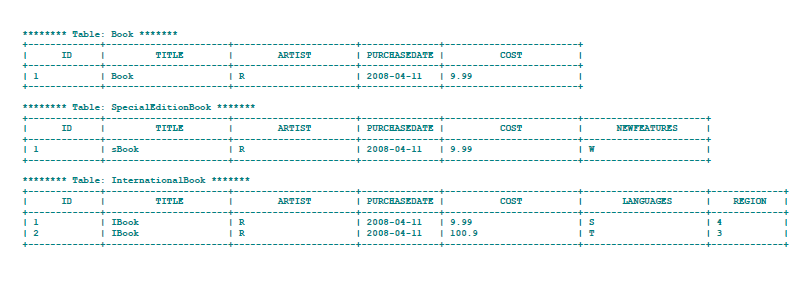 ******** Table: Book *******
+-------------+----------------------+----------------------+--------------+------------------------+
| ID | TITLE | ARTIST | PURCHASEDATE | COST |
| 1 | Book | R | 2008-04-11 | 9.99 |
******** Table: SpecialEditionBook *******
| ID | TITLE | ARTIST | PURCHASEDATE | COST | NEWFEATURES |
| 1 | sBook | R | 2008-04-11 | 9.99 | W |
******** Table: InternationalBook *******
| ID | TITLE | ARTIST | PURCHASEDATE | COST | LANGUAGES | REGION |
| 1 | IBook | R | 2008-04-11 | 9.99 | S | 4 |
| 2 | IBook | R | 2008-04-11 | 100.9 | T | 3 |